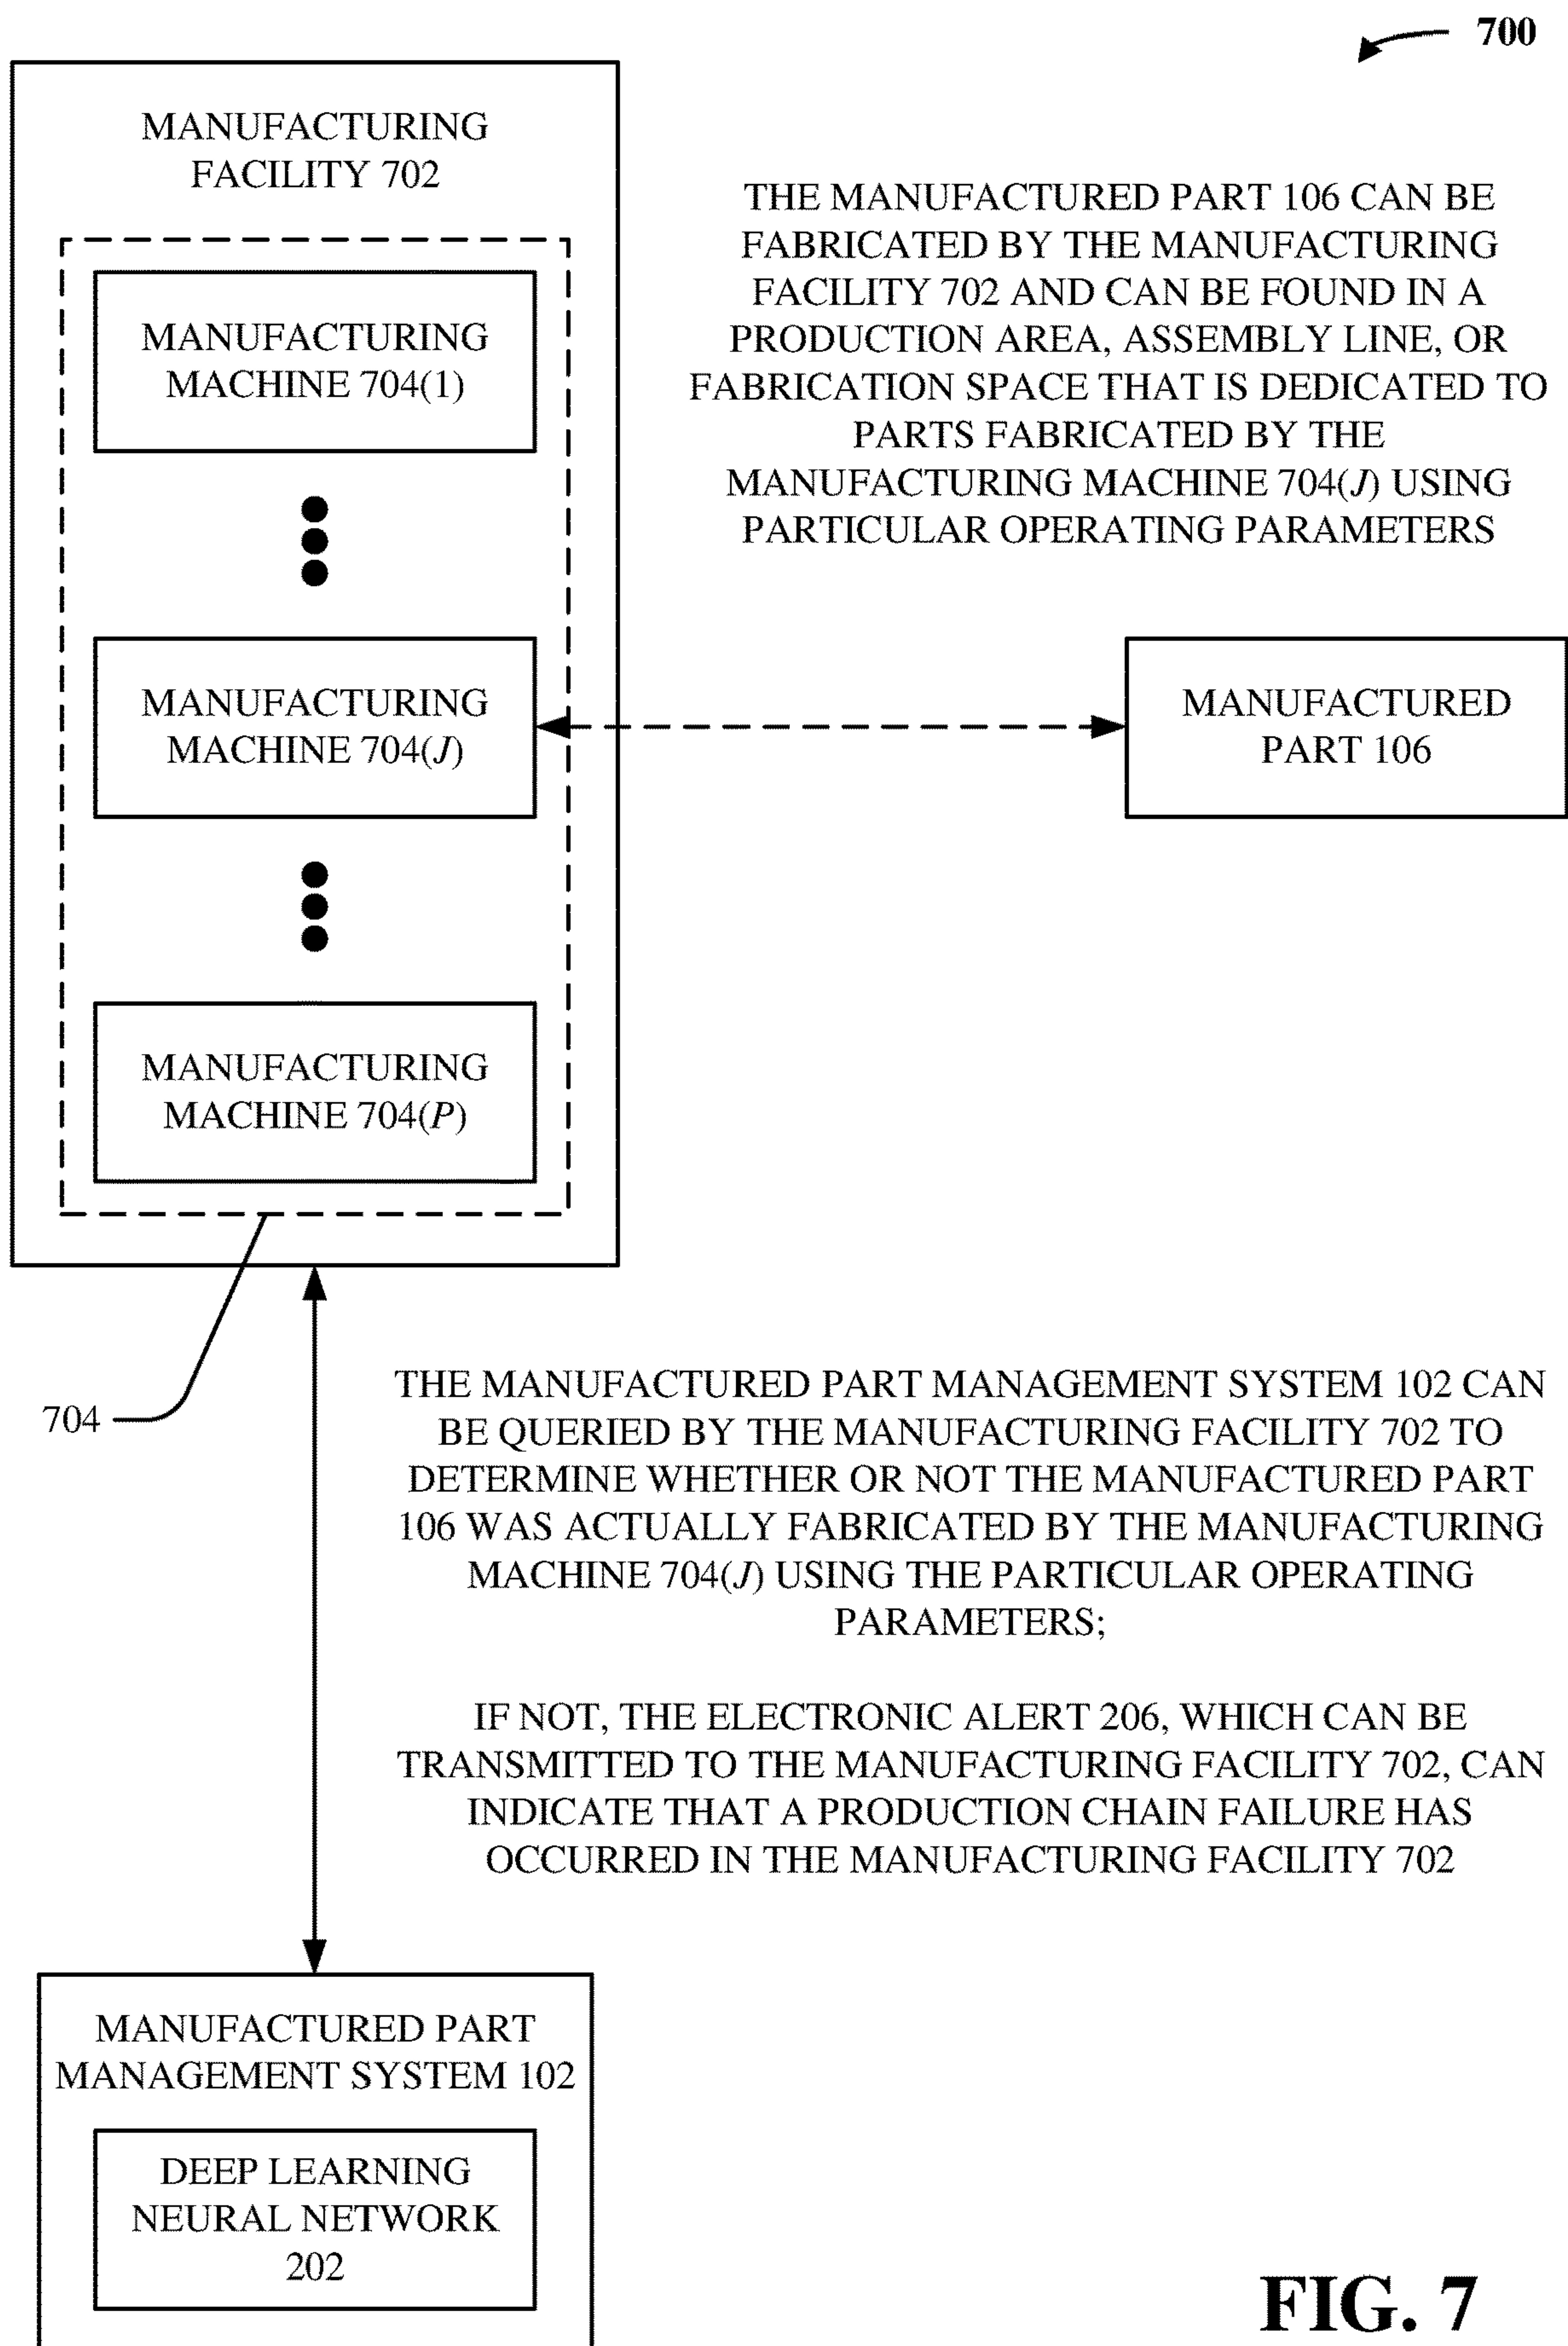 700
MANUFACTURING
FACILITY 702
MANUFACTURING
MACHINE 704(1)
THE MANUFACTURED PART 106 CAN BE
FABRICATED BY THE MANUFACTURING
FACILITY 702 AND CAN BE FOUND IN A
PRODUCTION AREA, ASSEMBLY LINE, OR
FABRICATION SPACE THAT IS DEDICATED TO
PARTS FABRICATED BY THE
MANUFACTURING MACHINE 704(J) USING
PARTICULAR OPERATING PARAMETERS
MANUFACTURING
MACHINE 704(J)
MANUFACTURED
PART 106
MANUFACTURING
MACHINE 704(P)
704
THE MANUFACTURED PART MANAGEMENT SYSTEM 102 CAN
BE QUERIED BY THE MANUFACTURING FACILITY 702 TO
DETERMINE WHETHER OR NOT THE MANUFACTURED PART
106 WAS ACTUALLY FABRICATED BY THE MANUFACTURING
MACHINE 704(J) USING THE PARTICULAR OPERATING
PARAMETERS;
IF NOT, THE ELECTRONIC ALERT 206, WHICH CAN BE
TRANSMITTED TO THE MANUFACTURING FACILITY 702, CAN
INDICATE THAT A PRODUCTION CHAIN FAILURE HAS
OCCURRED IN THE MANUFACTURING FACILITY 702
MANUFACTURED PART
MANAGEMENT SYSTEM 102
DEEP LEARNING
NEURAL NETWORK
202
FIG. 7